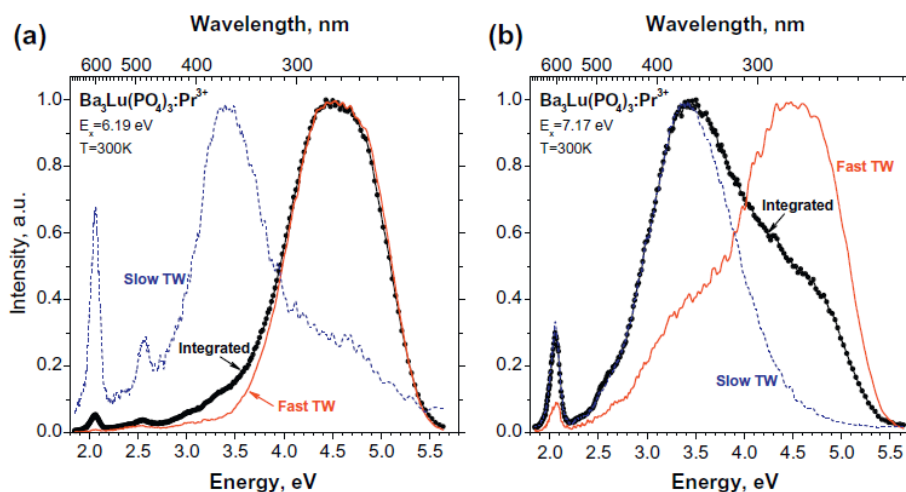 Wavelength, nm
(a)
600 500 400 300
Ba₃Lu(PO₄)₃:Pr³⁺
Eₓ=6.19 eV
T=300K
1.0
0.8
0.6
0.4
0.2
0.0
Intensity, a.u.
Slow TW
Integrated
Fast TW
2.0 2.5 3.0 3.5 4.0 4.5 5.0 5.5
Energy, eV
Wavelength, nm
(b)
600 500 400 300
Ba₃Lu(PO₄)₃:Pr³⁺
Eₓ=7.17 eV
T=300K
1.0
0.8
0.6
0.4
0.2
0.0
Fast TW
Integrated
Slow TW
2.0 2.5 3.0 3.5 4.0 4.5 5.0 5.5
Energy, eV